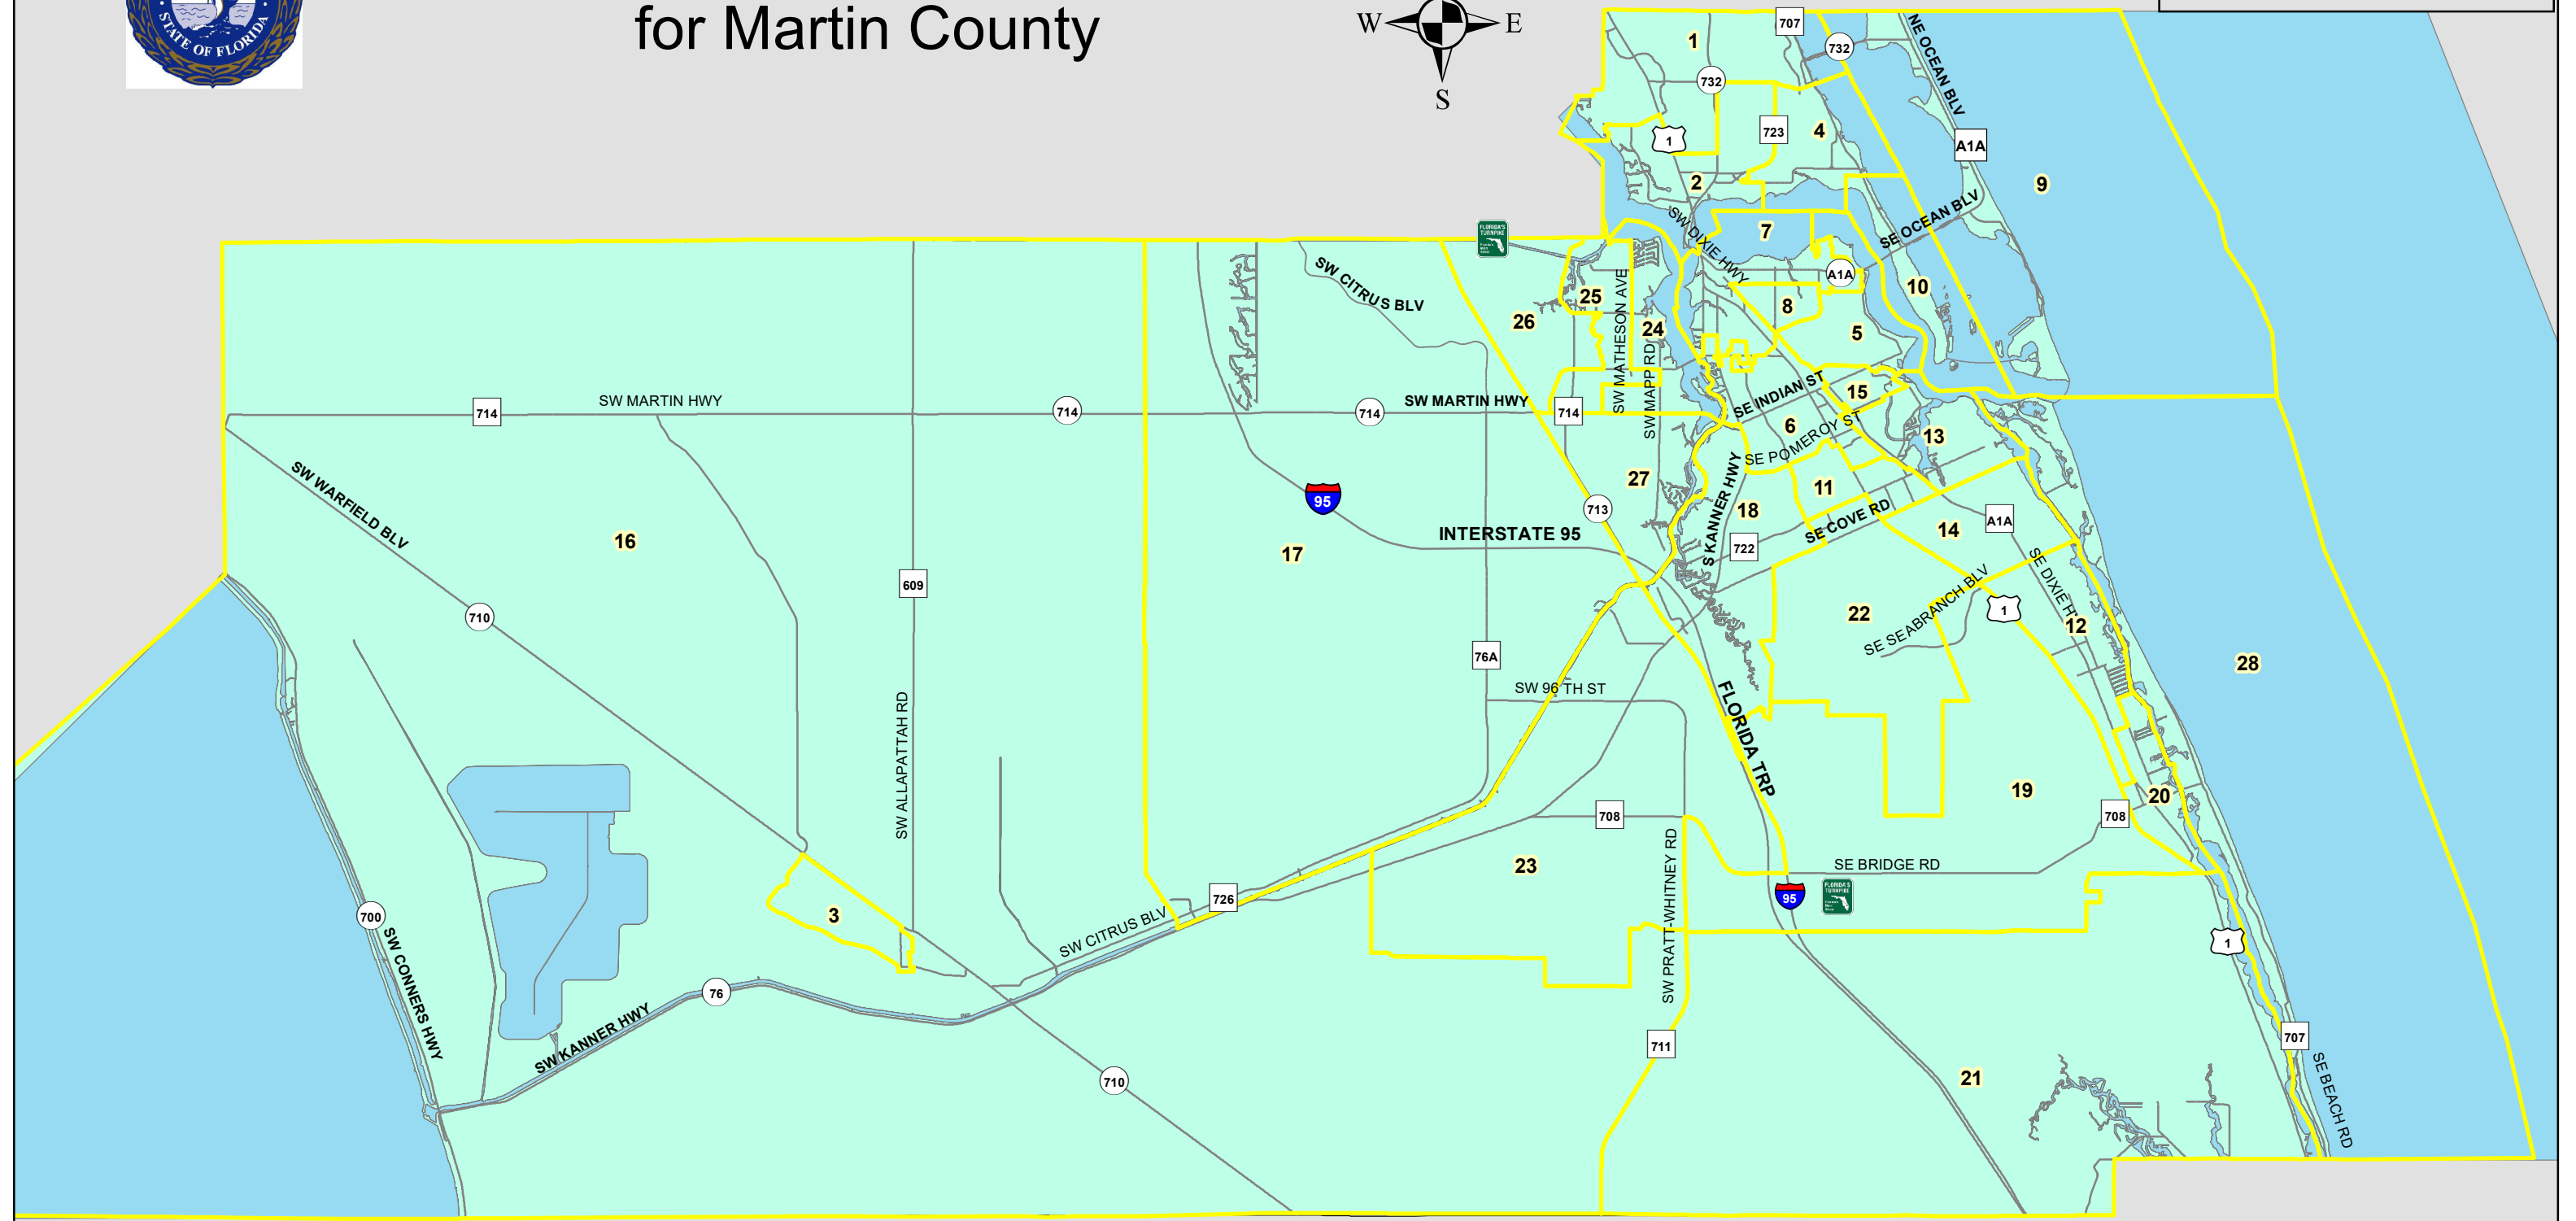 STATE OF FLORIDA
for Martin County
W E
S
1
707
732
NE OCEAN BLV
732
1
723
4
A1A
2
9
SW DIXIE HWY
7
SE OCEAN BLV
FLORIDA'S
TURNPIKE
SW CITRUS BLV
A1A
25
SW MATHESON AVE
10
8
26
24
5
SW MAPP RD
15
SW MARTIN HWY
SW MARTIN HWY
714
714
714
714
SE INDIAN ST
6
SE POMEROY ST
13
SW WARFIELD BLV
27
S KANNER HWY
11
95
713
18
SE COVE RD
A1A
INTERSTATE 95
14
16
17
722
609
SE DIXIE H
SE SEABRANCH BLV
710
22
1
12
76A
28
SW 96 TH ST
FLORIDA TRP
SW ALLAPATTAH RD
19
20
708
708
23
SW PRATT-WHITNEY RD
SE BRIDGE RD
95
FLORIDA'S
TURNPIKE
726
3
700
SW CITRUS BLV
1
SW CONNERS HWY
76
SW KANNER HWY
711
707
710
21
SE BEACH RD